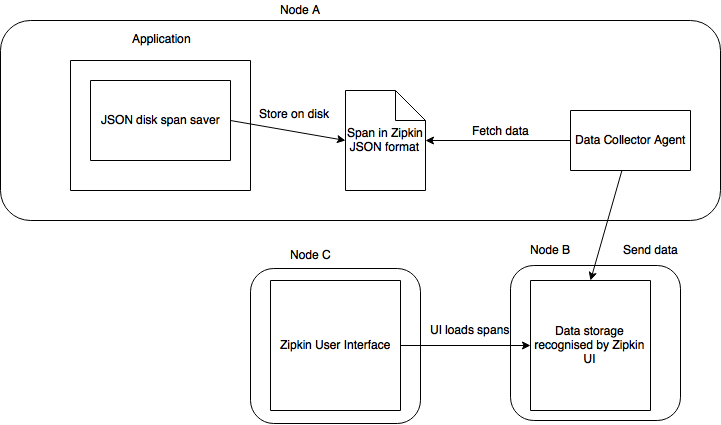 Node A
Application
JSON disk span saver
Store on disk
Span in Zipkin
JSON format
Fetch data
Data Collector Agent
Node C
Node B
Send data
Zipkin User Interface
UI loads spans
Data storage
recognised by Zipkin
UI